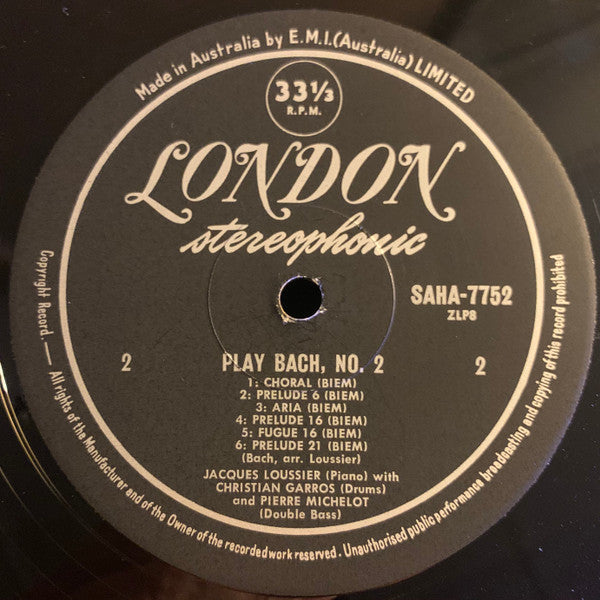 Made in Australia by E.M.I. (Australia) LIMITED
33⅓
R.P.M.
LONDON
stereophonic
SAHA-7752
ZLP8
2 PLAY BACH, NO. 2 2
1: CHORAL (BIEM)
2: PRELUDE 6 (BIEM)
3: ARIA (BIEM)
4: PRELUDE 16 (BIEM)
5: FUGUE 16 (BIEM)
6: PRELUDE 21 (BIEM)
(Bach, arr. Loussier)
JACQUES LOUSSIER (Piano) with
CHRISTIAN GARROS (Drums)
and PIERRE MICHELOT
(Double Bass)
Copyright Record. — All rights of the Manufacturer and of the Owner of the recorded work reserved. Unauthorised public performance broadcasting and copying of this record prohibited